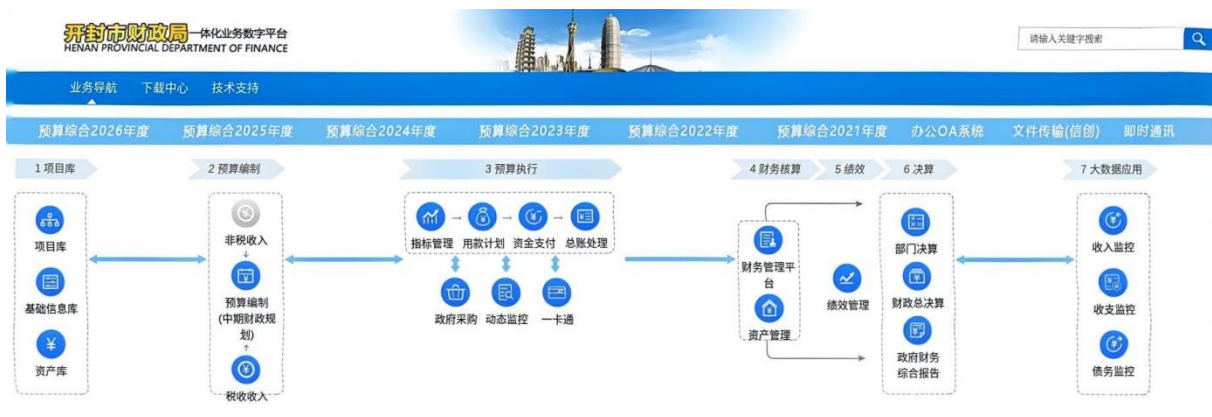 开封市财政局一体化业务数字平台
HENAN PROVINCIAL DEPARTMENT OF FINANCE
请输入关键字搜索
业务导航 下载中心 技术支持
预算综合2026年度 预算综合2025年度 预算综合2024年度 预算综合2023年度 预算综合2022年度 预算综合2021年度 办公OA系统 文件传输(信创) 即时通讯
1 项目库 2 预算编制 3 预算执行 4 财务核算 5 绩效 6 决算 7 大数据应用
项目库
基础信息库
资产库
非税收入
预算编制
(中期财政规
划)
税收收入
指标管理 用款计划 资金支付 总账处理
政府采购 动态监控 一卡通
财务管理平
台
资产管理
绩效管理
部门决算
财政总决算
政府财务
综合报告
收入监控
收支监控
债务监控